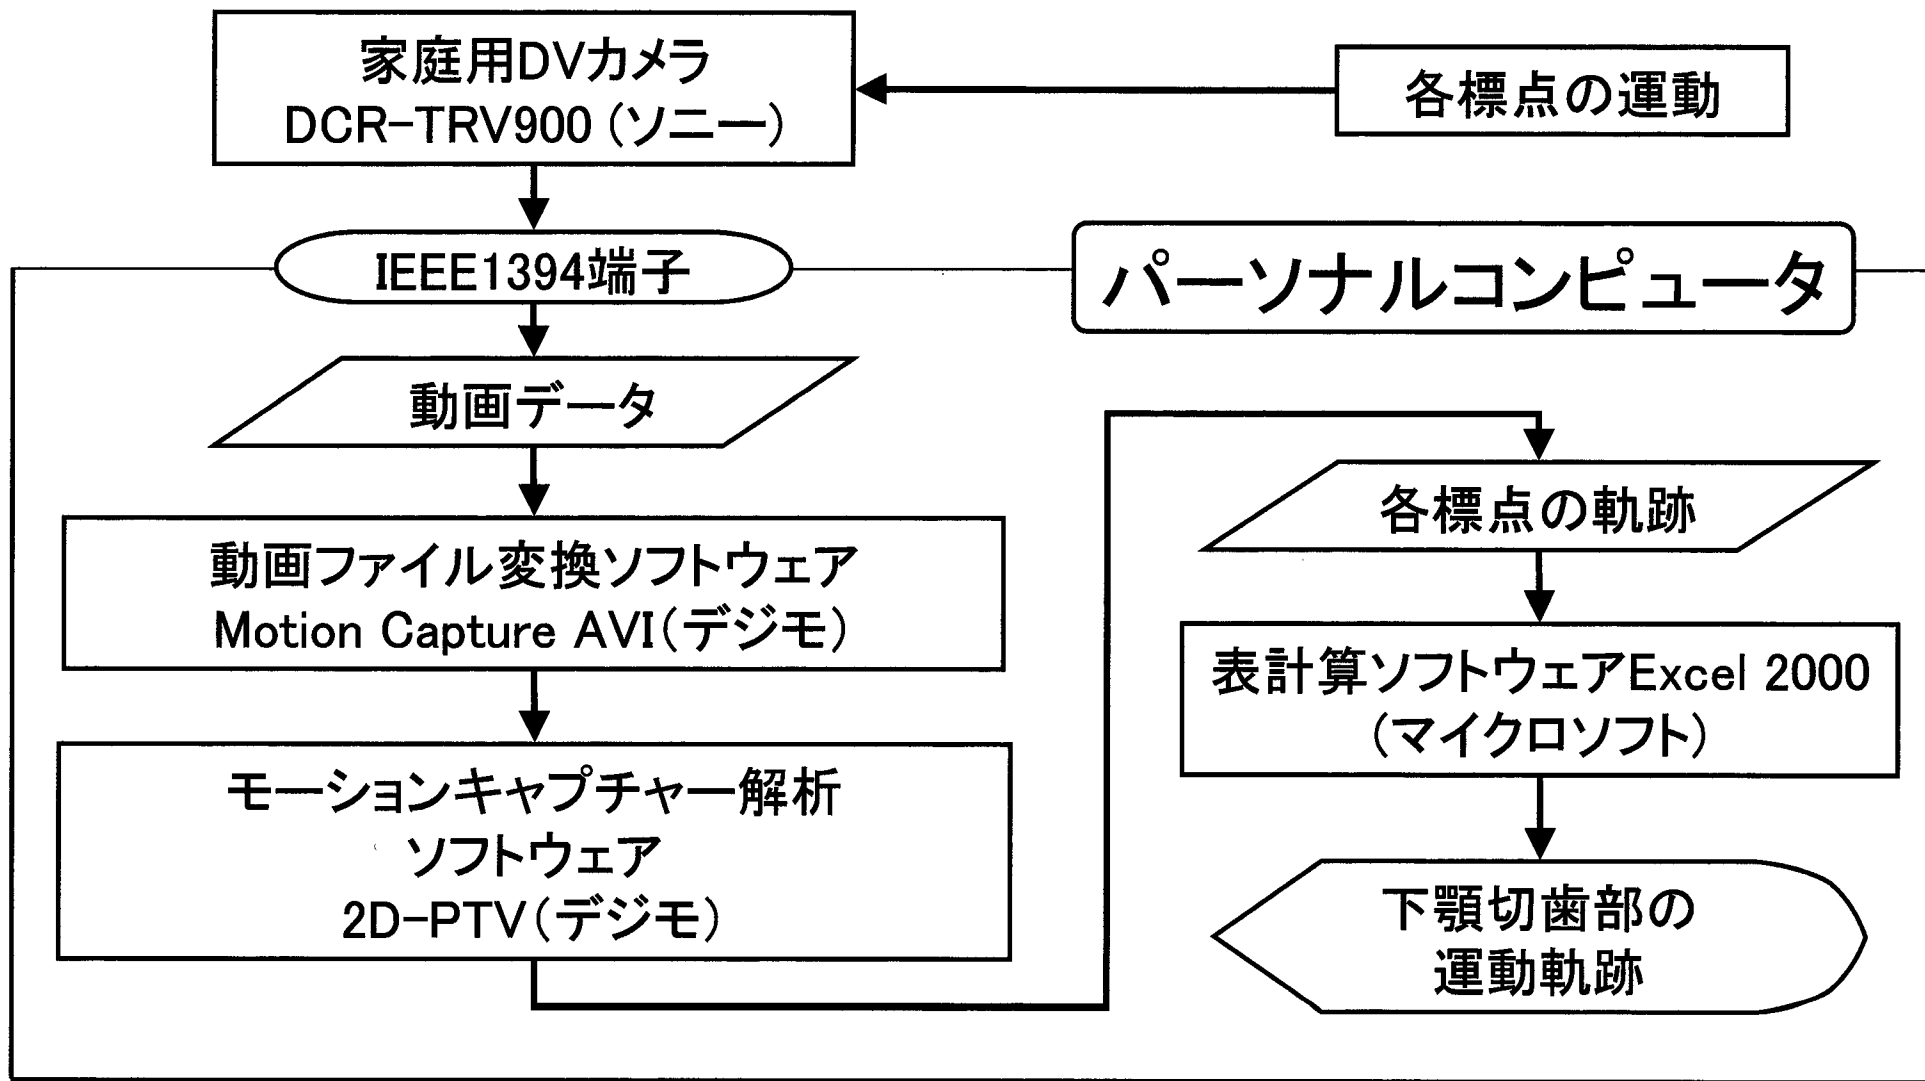 家庭用DVカメラ
DCR-TRV900(ソニー)
各標点の運動
IEEE1394端子
パーソナルコンピュータ
動画データ
動画ファイル変換ソフトウェア
Motion Capture AVI(デジモ)
モーションキャプチャー解析
ソフトウェア
2D-PTV(デジモ)
各標点の軌跡
表計算ソフトウェアExcel 2000
(マイクロソフト)
下顎切歯部の
運動軌跡